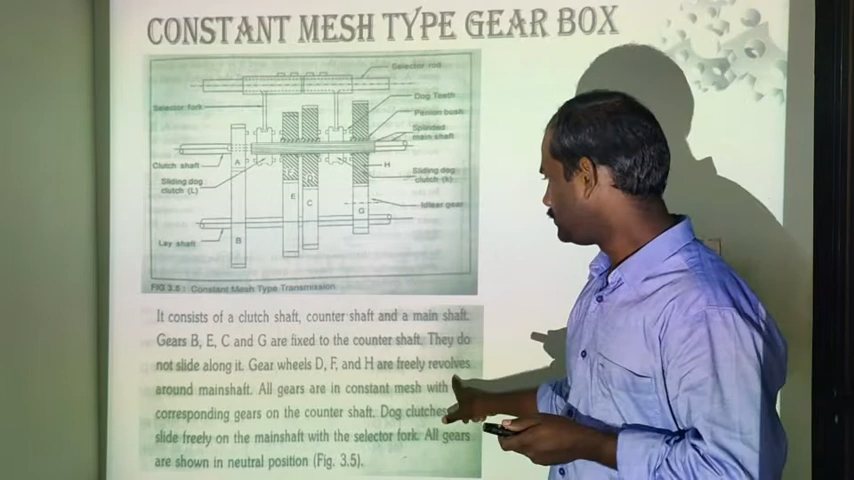 CONSTANT MESH TYPE GEAR BOX
Selector rod
Selector fork
Dog Teeth
Penion bush
Splinded
main shaft
A
Clutch shaft
H
Sliding dog
clutch (L)
Sliding dog
clutch (k)
E
C
G
Idlear gear
Lay shaft
B
FIG 3.5 : Constant Mesh Type Transmission
It consists of a clutch shaft, counter shaft and a main shaft.
Gears B, E, C and G are fixed to the counter shaft. They do
not slide along it. Gear wheels D, F, and H are freely revolves
around mainshaft. All gears are in constant mesh with
corresponding gears on the counter shaft. Dog clutches
slide freely on the mainshaft with the selector fork. All gears
are shown in neutral position (Fig. 3.5).